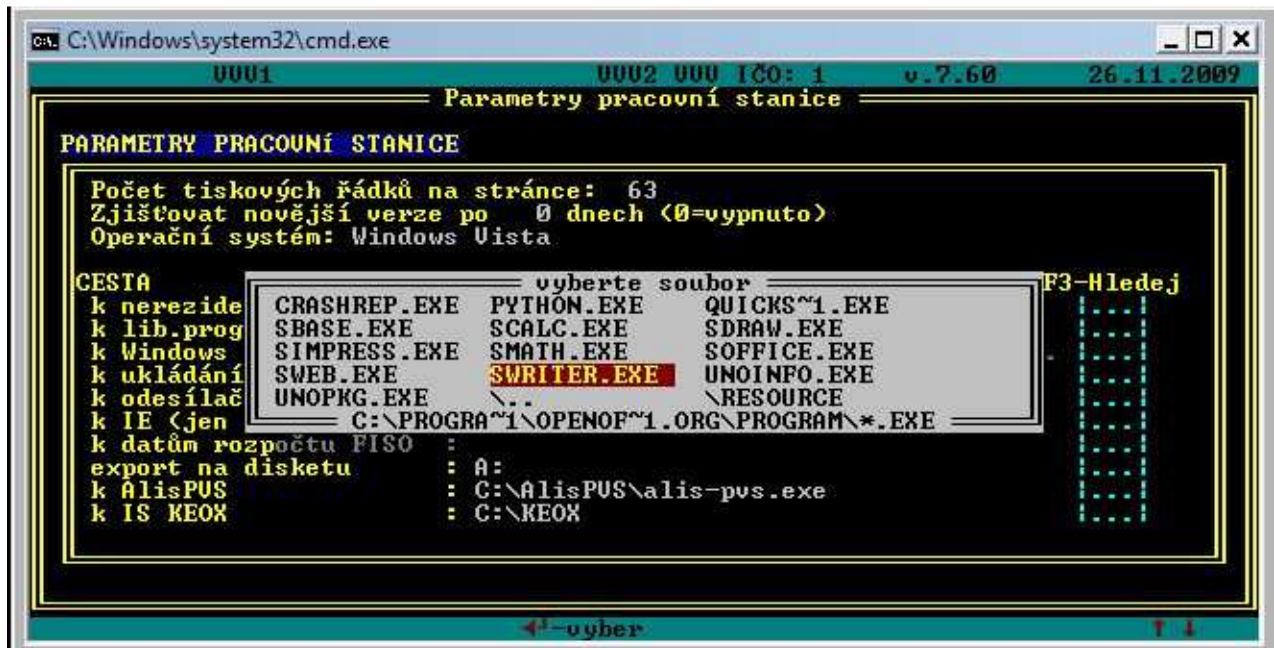 C:\Windows\system32\cmd.exe
VVV1 VVV2 VVV IČO: 1 v.7.60 26.11.2009
Parametry pracovní stanice
PARAMETRY PRACOVNÍ STANICE
Počet tiskových řádků na stránce: 63
Zjišťovat novější verze po 0 dnech (0=vypnuto)
Operační systém: Windows Vista
CESTA vyberte soubor F3-Hledej
k nerezide CRASHREP.EXE PYTHON.EXE QUICKS~1.EXE [...]
k lib.prog SBASE.EXE SCALC.EXE SDRAW.EXE [...]
k Windows SIMPRESS.EXE SMATH.EXE SOFFICE.EXE [...]
k ukládání SWEB.EXE SWRITER.EXE UNOINFO.EXE [...]
k odesílač UNOPKG.EXE \.. \RESOURCE [...]
k IE (jen C:\PROGRA~1\OPENOF~1.ORG\PROGRAM\*.EXE [...]
k datům rozpočtu FISO : [...]
export na disketu : A: [...]
k AlisPVS : C:\AlisPVS\alis-pvs.exe [...]
k IS KEOX : C:\KEOX [...]
↵-vyber ↑ ↓